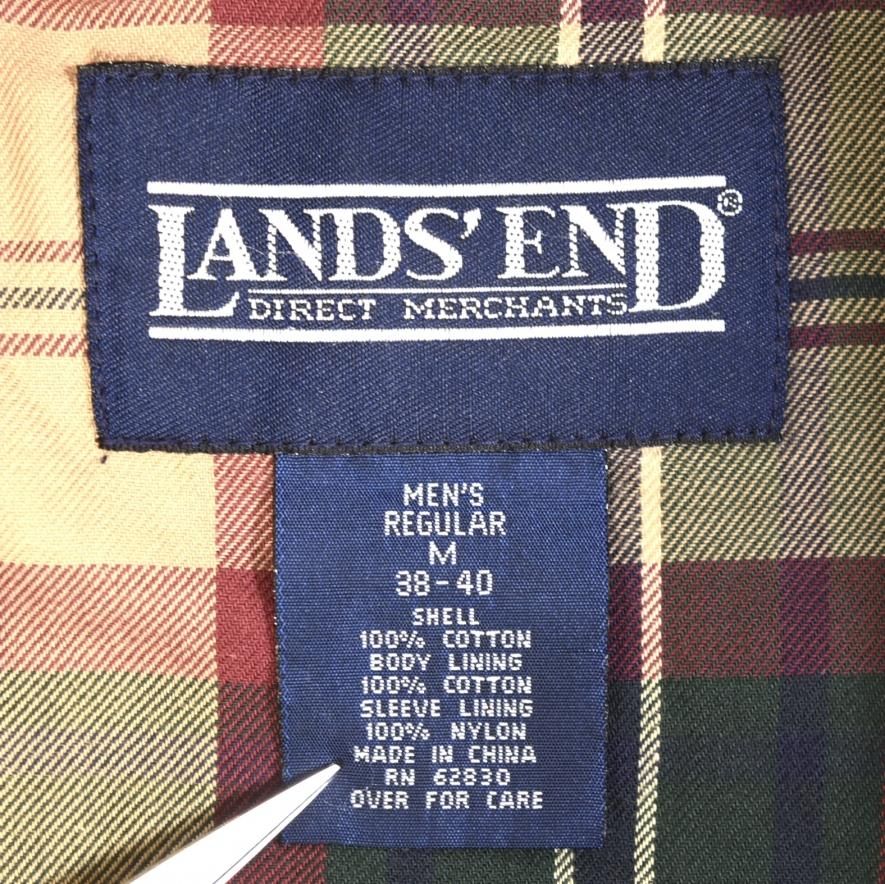 LANDS' END®
DIRECT MERCHANTS
MEN'S
REGULAR
M
38-40
SHELL
100% COTTON
BODY LINING
100% COTTON
SLEEVE LINING
100% NYLON
MADE IN CHINA
RN 62830
OVER FOR CARE